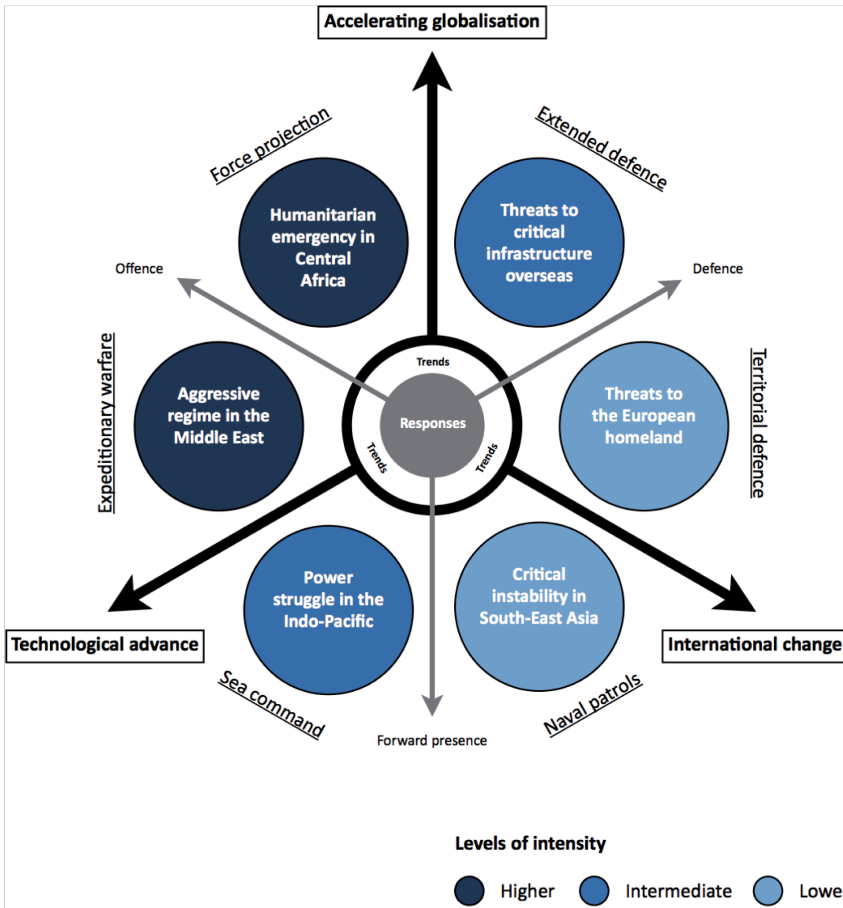 Accelerating globalisation
Force projection
Extended defence
Humanitarian
emergency in
Central
Africa
Threats to
critical
infrastructure
overseas
Offence
Defence
Expeditionary warfare
Aggressive
regime in the
Middle East
Trends
Responses
Trends
Trends
Threats to
the European
homeland
Territorial defence
Power
struggle in the
Indo-Pacific
Critical
instability in
South-East Asia
Technological advance
International change
Sea command
Naval patrols
Forward presence
Levels of intensity
Higher
Intermediate
Lowe